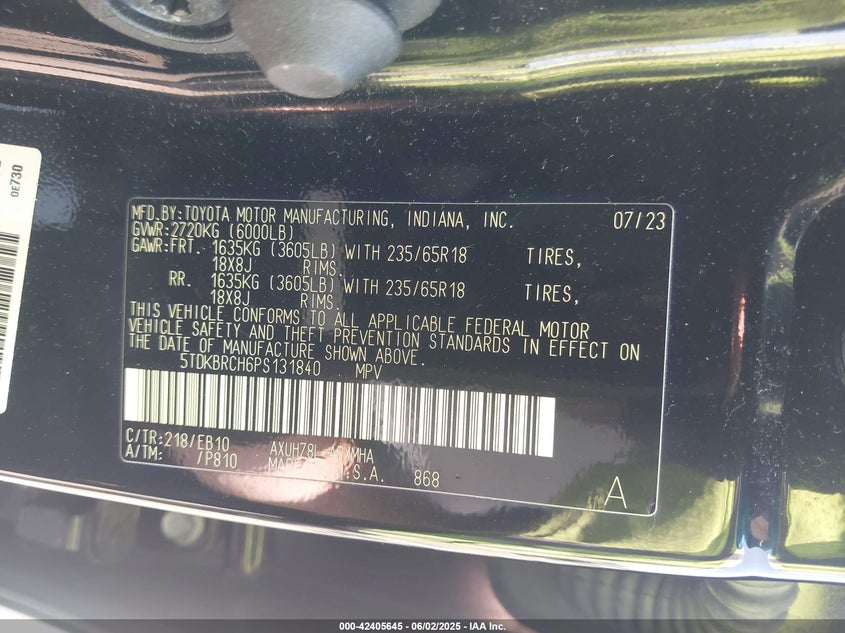 0E730
MFD.BY:TOYOTA MOTOR MANUFACTURING, INDIANA, INC. 07/23
GVWR:2720KG (6000LB)
GAWR:FRT. 1635KG (3605LB) WITH 235/65R18 TIRES,
18X8J RIMS,
RR. 1635KG (3605LB) WITH 235/65R18 TIRES,
18X8J RIMS,
THIS VEHICLE CONFORMS TO ALL APPLICABLE FEDERAL MOTOR
VEHICLE SAFETY AND THEFT PREVENTION STANDARDS IN EFFECT ON
THE DATE OF MANUFACTURE SHOWN ABOVE.
5TDKBRCH6PS131840 MPV
C/TR:218/EB10 AXUH78L
A/TM: /P810 868
A
000-42405645 - 06/02/2025 - IAA Inc.